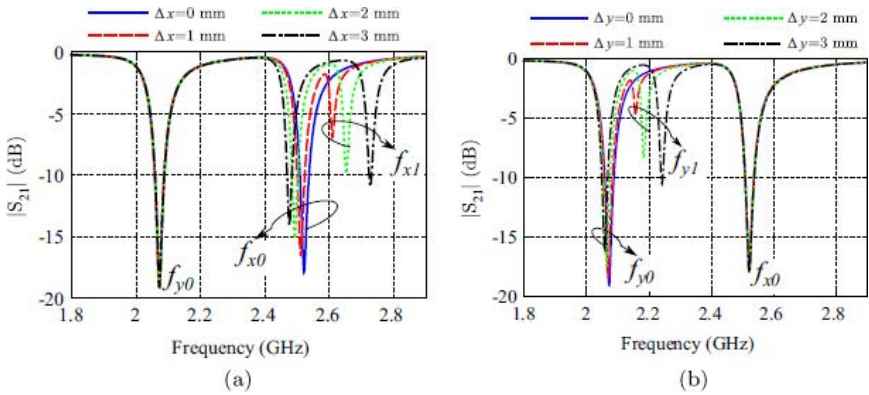 Δx=0 mm Δx=2 mm
Δx=1 mm Δx=3 mm
0
-5
-10
-15
-20
|S21| (dB)
fx1
fx0
fy0
1.8 2 2.2 2.4 2.6 2.8
Frequency (GHz)
(a)
Δy=0 mm Δy=2 mm
Δy=1 mm Δy=3 mm
0
-5
-10
-15
-20
|S21| (dB)
fy1
fy0
fx0
1.8 2 2.2 2.4 2.6 2.8
Frequency (GHz)
(b)